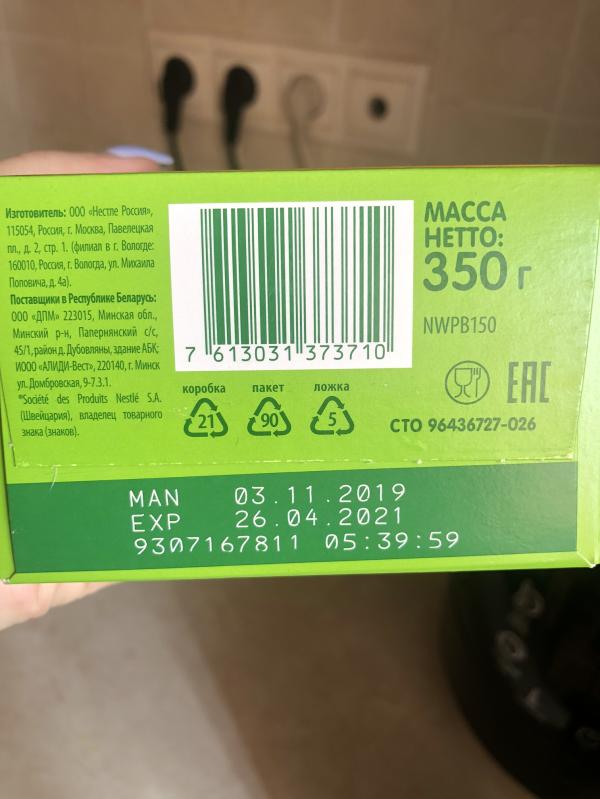 Изготовитель: ООО «Нестле Россия»,
115054, Россия, г. Москва, Павелецкая
пл., д. 2, стр. 1. (филиал в г. Вологде:
160010, Россия, г. Вологда, ул. Михаила
Поповича, д. 4а).
Поставщики в Республике Беларусь:
ООО «ДПМ» 223015, Минская обл.,
Минский р-н, Папернянский с/с,
45/1, район д. Дубовляны, здание АБК;
ИООО «АЛИДИ-Вест», 220140, г. Минск
ул. Домбровская, 9-7.3.1.
*Société des Produits Nestlé S.A.
(Швейцария), владелец товарного
знака (знаков).
7 613031 373710
коробка пакет ложка
21 90 5
МАССА
НЕТТО:
350 г
NWPB150
EAC
СТО 96436727-026
MAN 03.11.2019
EXP 26.04.2021
9307167811 05:39:59